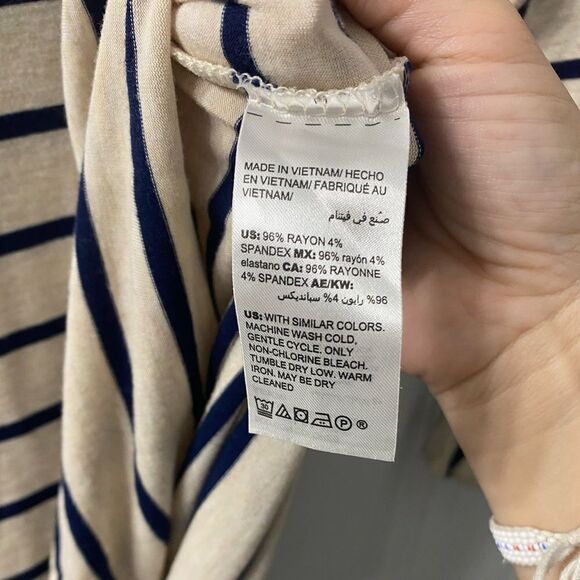 MADE IN VIETNAM/ HECHO
EN VIETNAM/ FABRIQUÉ AU
VIETNAM/
صنع في فيتنام
US: 96% RAYON 4%
SPANDEX MX: 96% rayón 4%
elastano CA: 96% RAYONNE
4% SPANDEX AE/KW:
96% رايون 4% سباندیكس
US: WITH SIMILAR COLORS.
MACHINE WASH COLD,
GENTLE CYCLE. ONLY
NON-CHLORINE BLEACH.
TUMBLE DRY LOW. WARM
IRON. MAY BE DRY
CLEANED
30 P ®